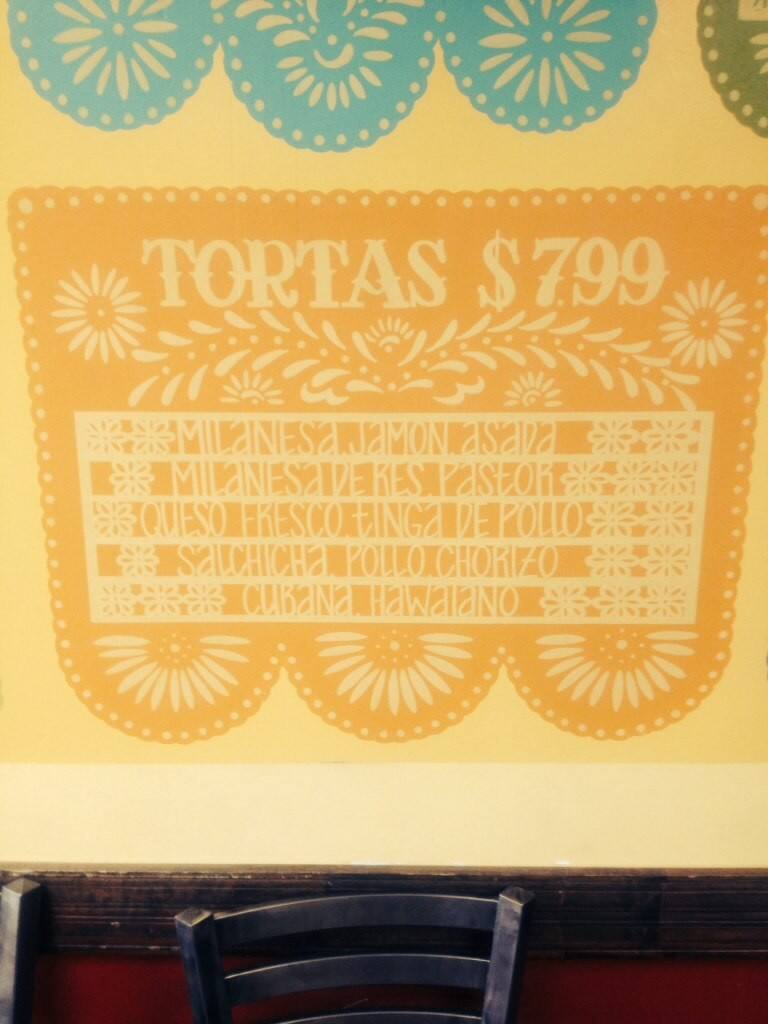 TORTAS $7.99
MILANESA, JAMON, ASADA
MILANESA DE RES, PASTOR
QUESO FRESCO, TINGA DE POLLO
SALCHICHA, POLLO, CHORIZO
CUBANA, HAWAIANO